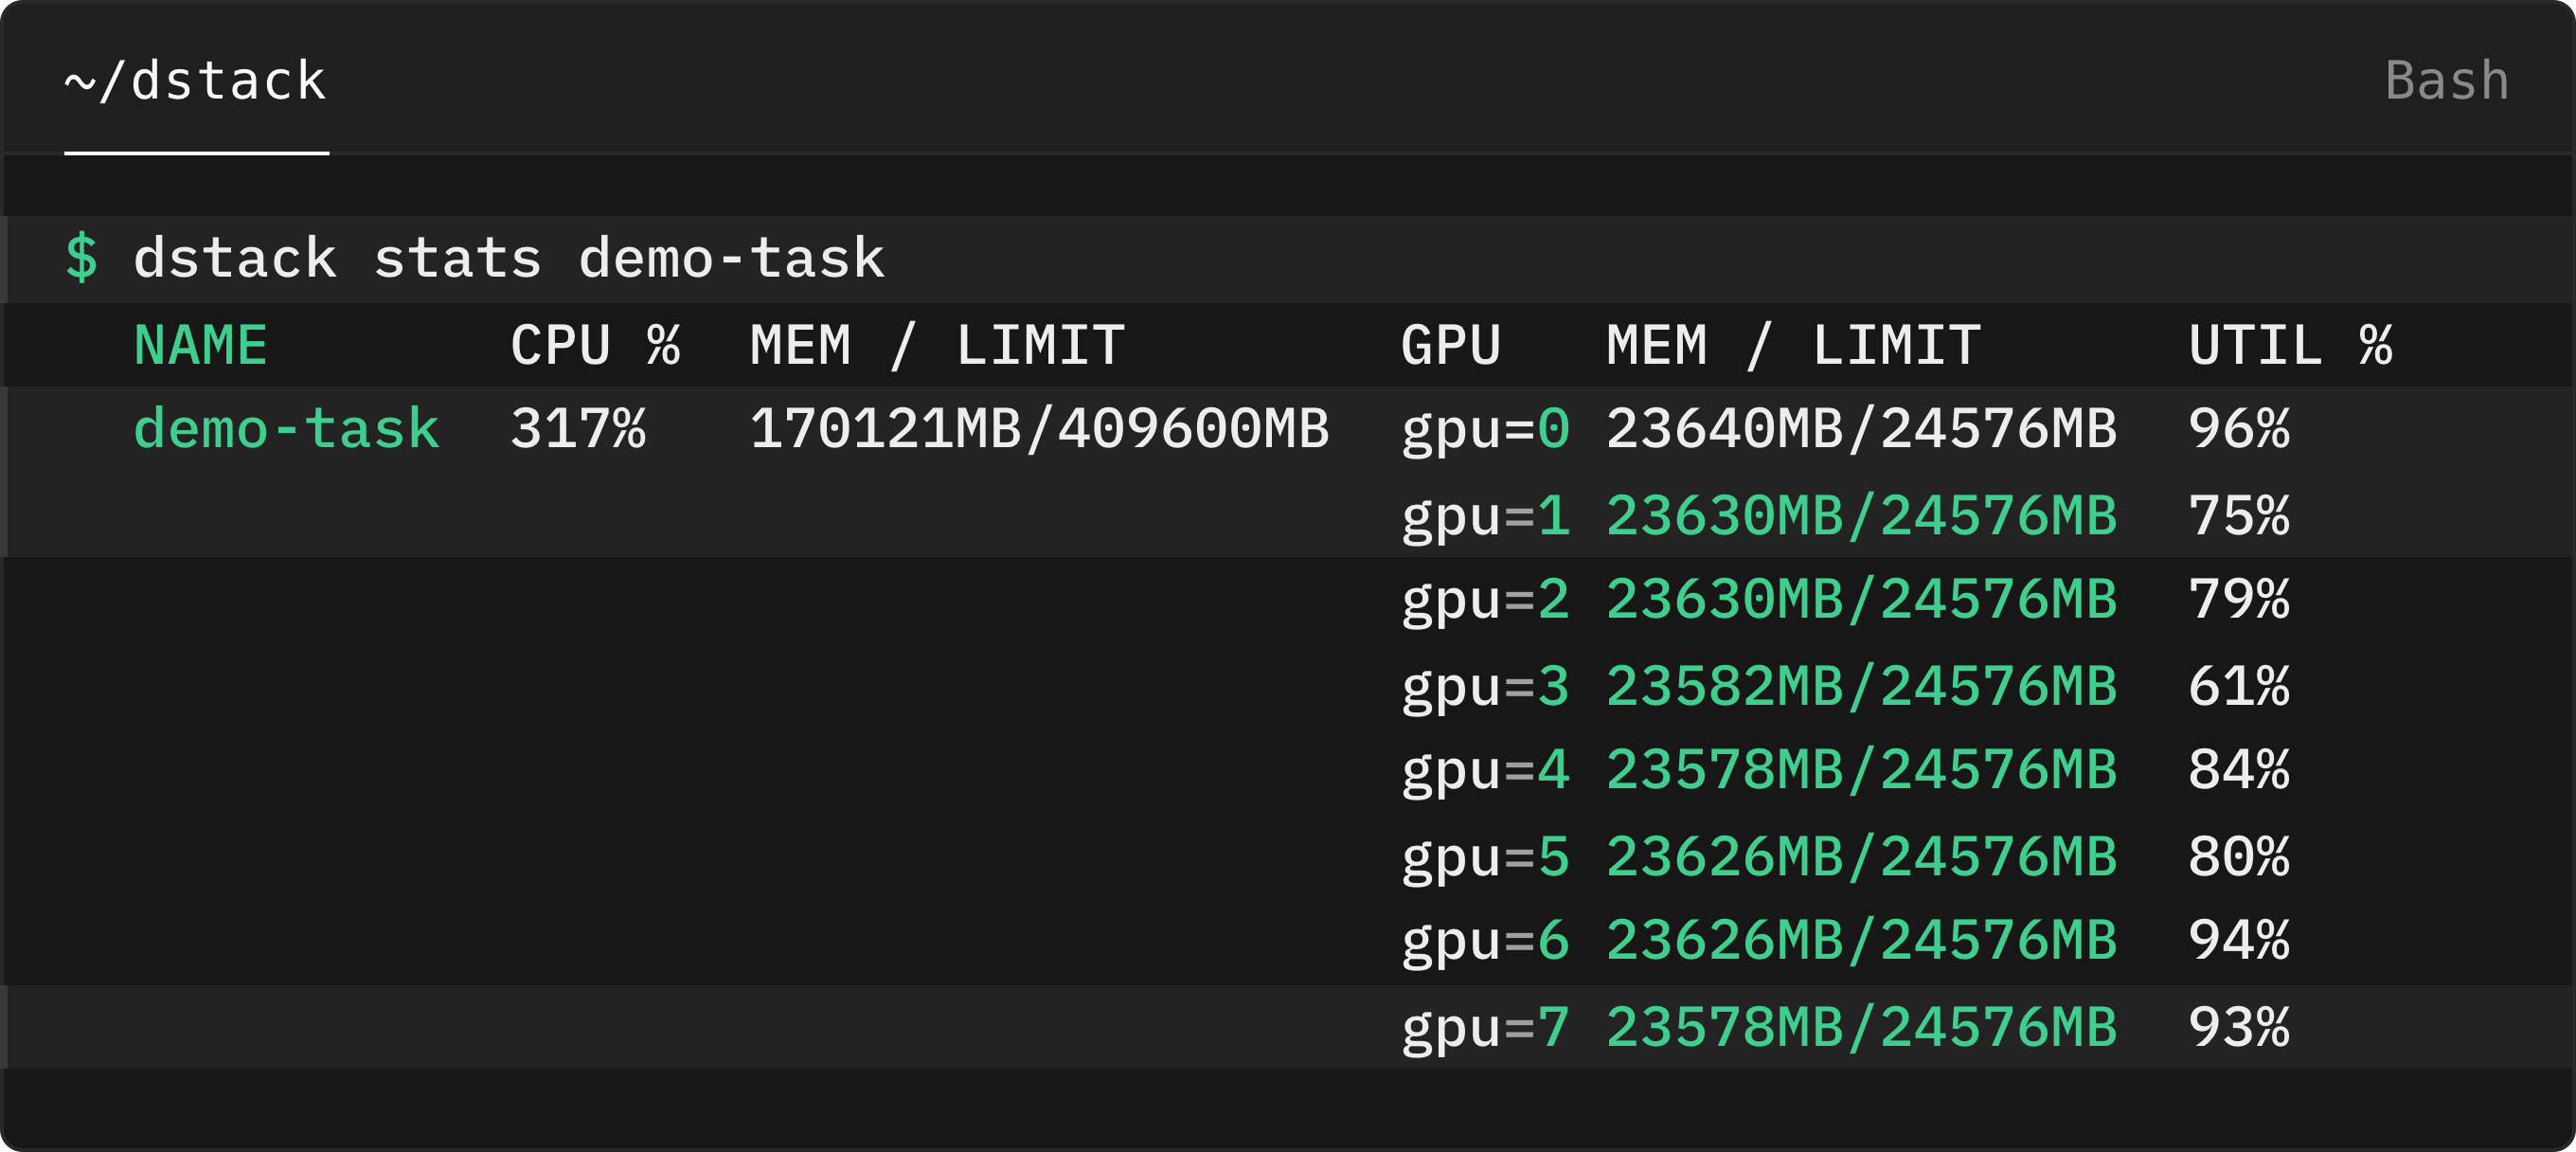 ~/dstack Bash
$ dstack stats demo-task
NAME CPU % MEM / LIMIT GPU MEM / LIMIT UTIL %
demo-task 317% 170121MB/409600MB gpu=0 23640MB/24576MB 96%
gpu=1 23630MB/24576MB 75%
gpu=2 23630MB/24576MB 79%
gpu=3 23582MB/24576MB 61%
gpu=4 23578MB/24576MB 84%
gpu=5 23626MB/24576MB 80%
gpu=6 23626MB/24576MB 94%
gpu=7 23578MB/24576MB 93%